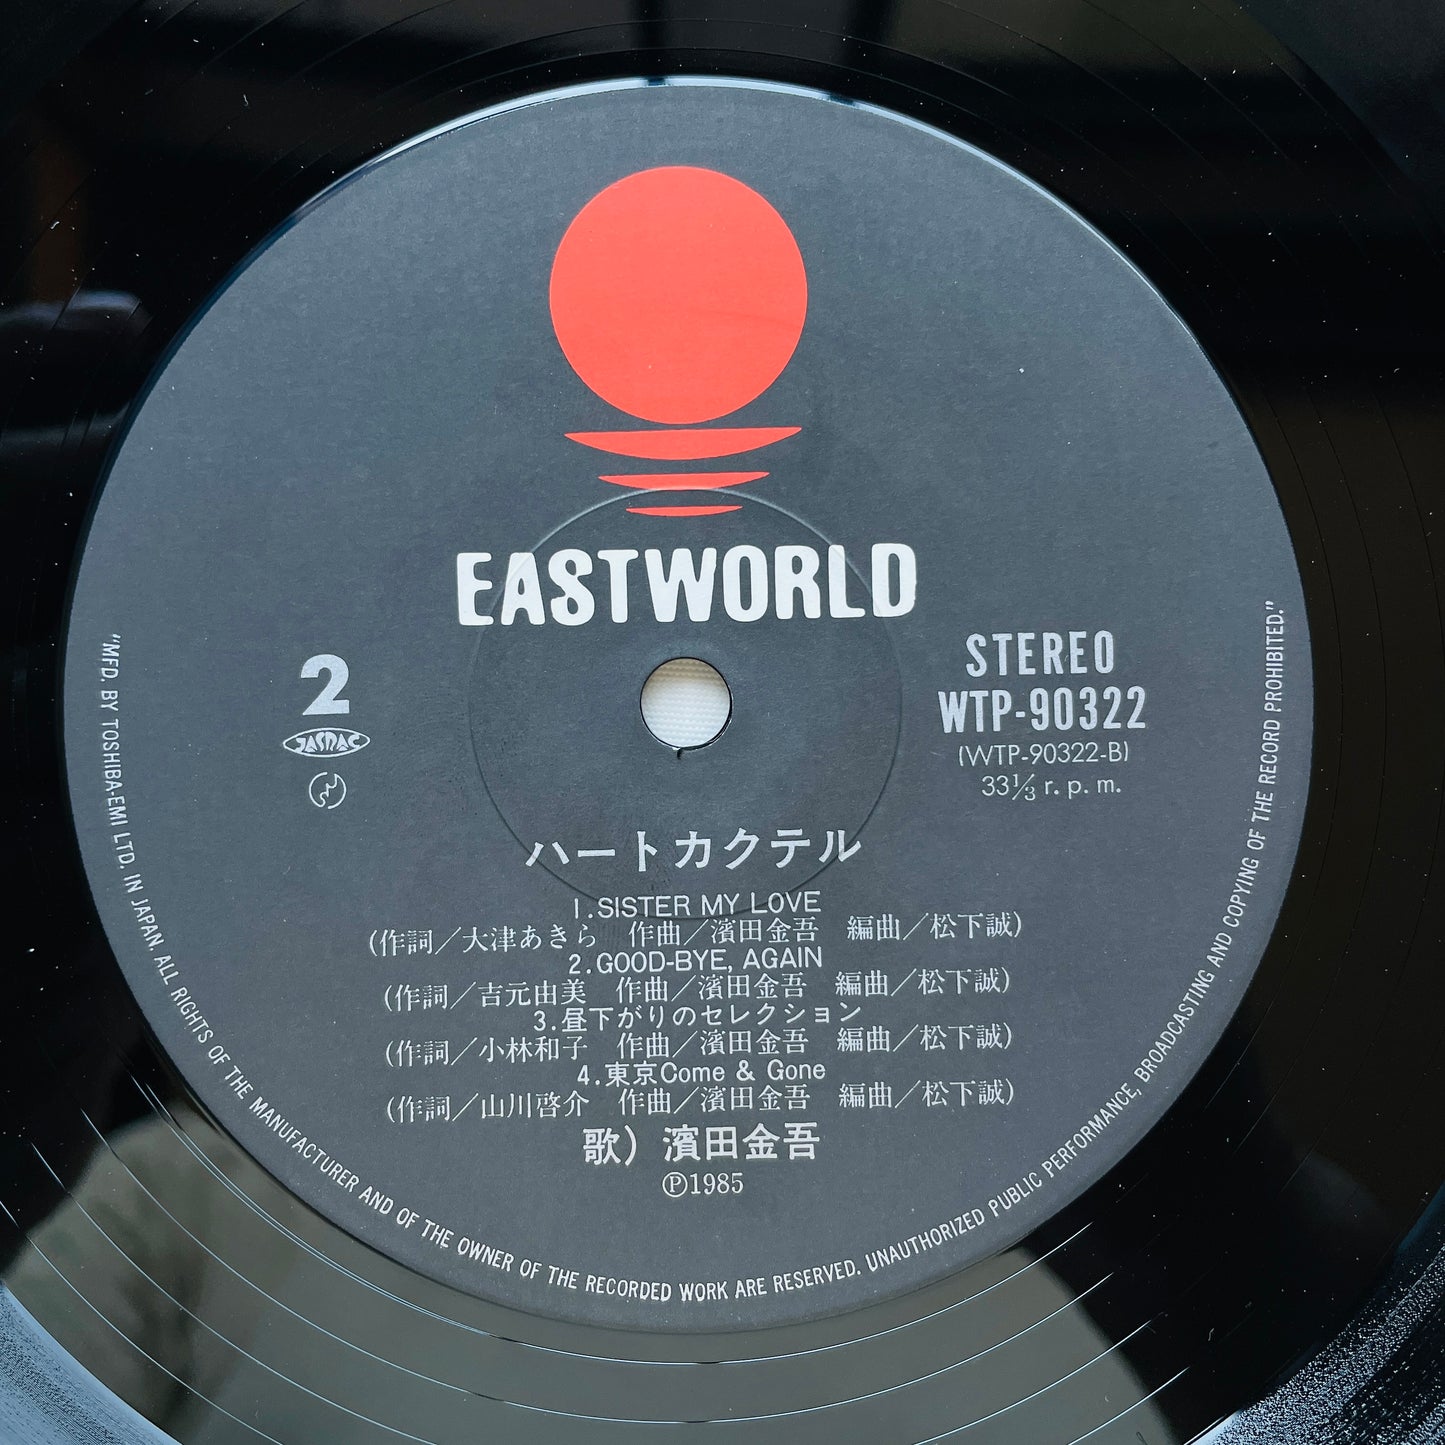 EASTWORLD
2
JASRAC
STEREO
WTP-90322
(WTP-90322-B)
33⅓ r. p. m.
ハートカクテル
1.SISTER MY LOVE
(作詞／大津あきら 作曲／濱田金吾 編曲／松下誠)
2.GOOD-BYE, AGAIN
(作詞／吉元由美 作曲／濱田金吾 編曲／松下誠)
3.昼下がりのセレクション
(作詞／小林和子 作曲／濱田金吾 編曲／松下誠)
4.東京Come & Gone
(作詞／山川啓介 作曲／濱田金吾 編曲／松下誠)
歌）濱田金吾
Ⓟ1985
"MFD. BY TOSHIBA-EMI LTD. IN JAPAN. ALL RIGHTS OF THE MANUFACTURER AND OF THE OWNER OF THE RECORDED WORK ARE RESERVED. UNAUTHORIZED PUBLIC PERFORMANCE, BROADCASTING AND COPYING OF THE RECORD PROHIBITED."